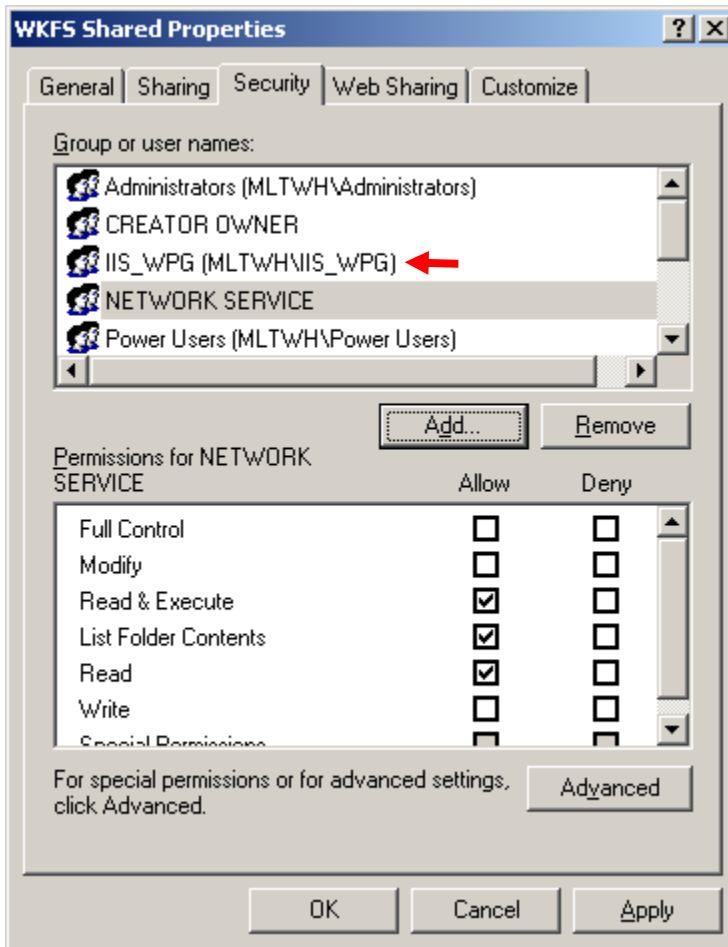 WKFS Shared Properties
General Sharing Security Web Sharing Customize
Group or user names:
Administrators (MLTWH\Administrators)
CREATOR OWNER
IIS_WPG (MLTWH\IIS_WPG)
NETWORK SERVICE
Power Users (MLTWH\Power Users)
Add... Remove
Permissions for NETWORK
SERVICE Allow Deny
Full Control
Modify
Read & Execute
List Folder Contents
Read
Write
Special Permissions
For special permissions or for advanced settings,
click Advanced.
Advanced
OK Cancel Apply